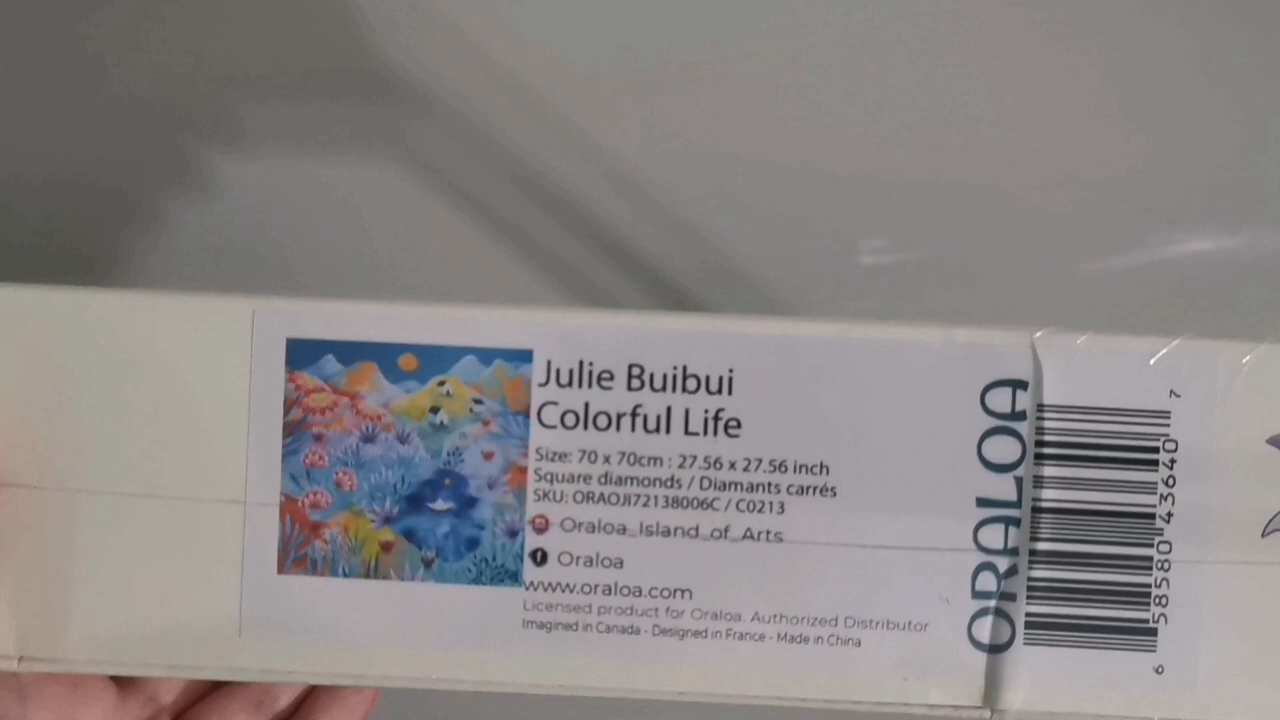 Julie Buibui
Colorful Life
Size: 70 x 70cm : 27.56 x 27.56 inch
Square diamonds / Diamants carrés
SKU: ORAOJI72138006C / C0213
Oraloa_Island_of_Arts
Oraloa
www.oraloa.com
Licensed product for Oraloa. Authorized Distributor
Imagined in Canada - Designed in France - Made in China
ORALOA
6 58580 43640 7